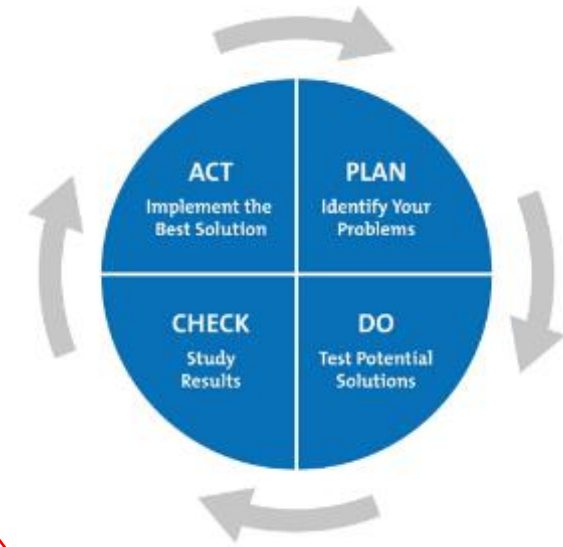 ACT
Implement the
Best Solution
PLAN
Identify Your
Problems
CHECK
Study
Results
DO
Test Potential
Solutions